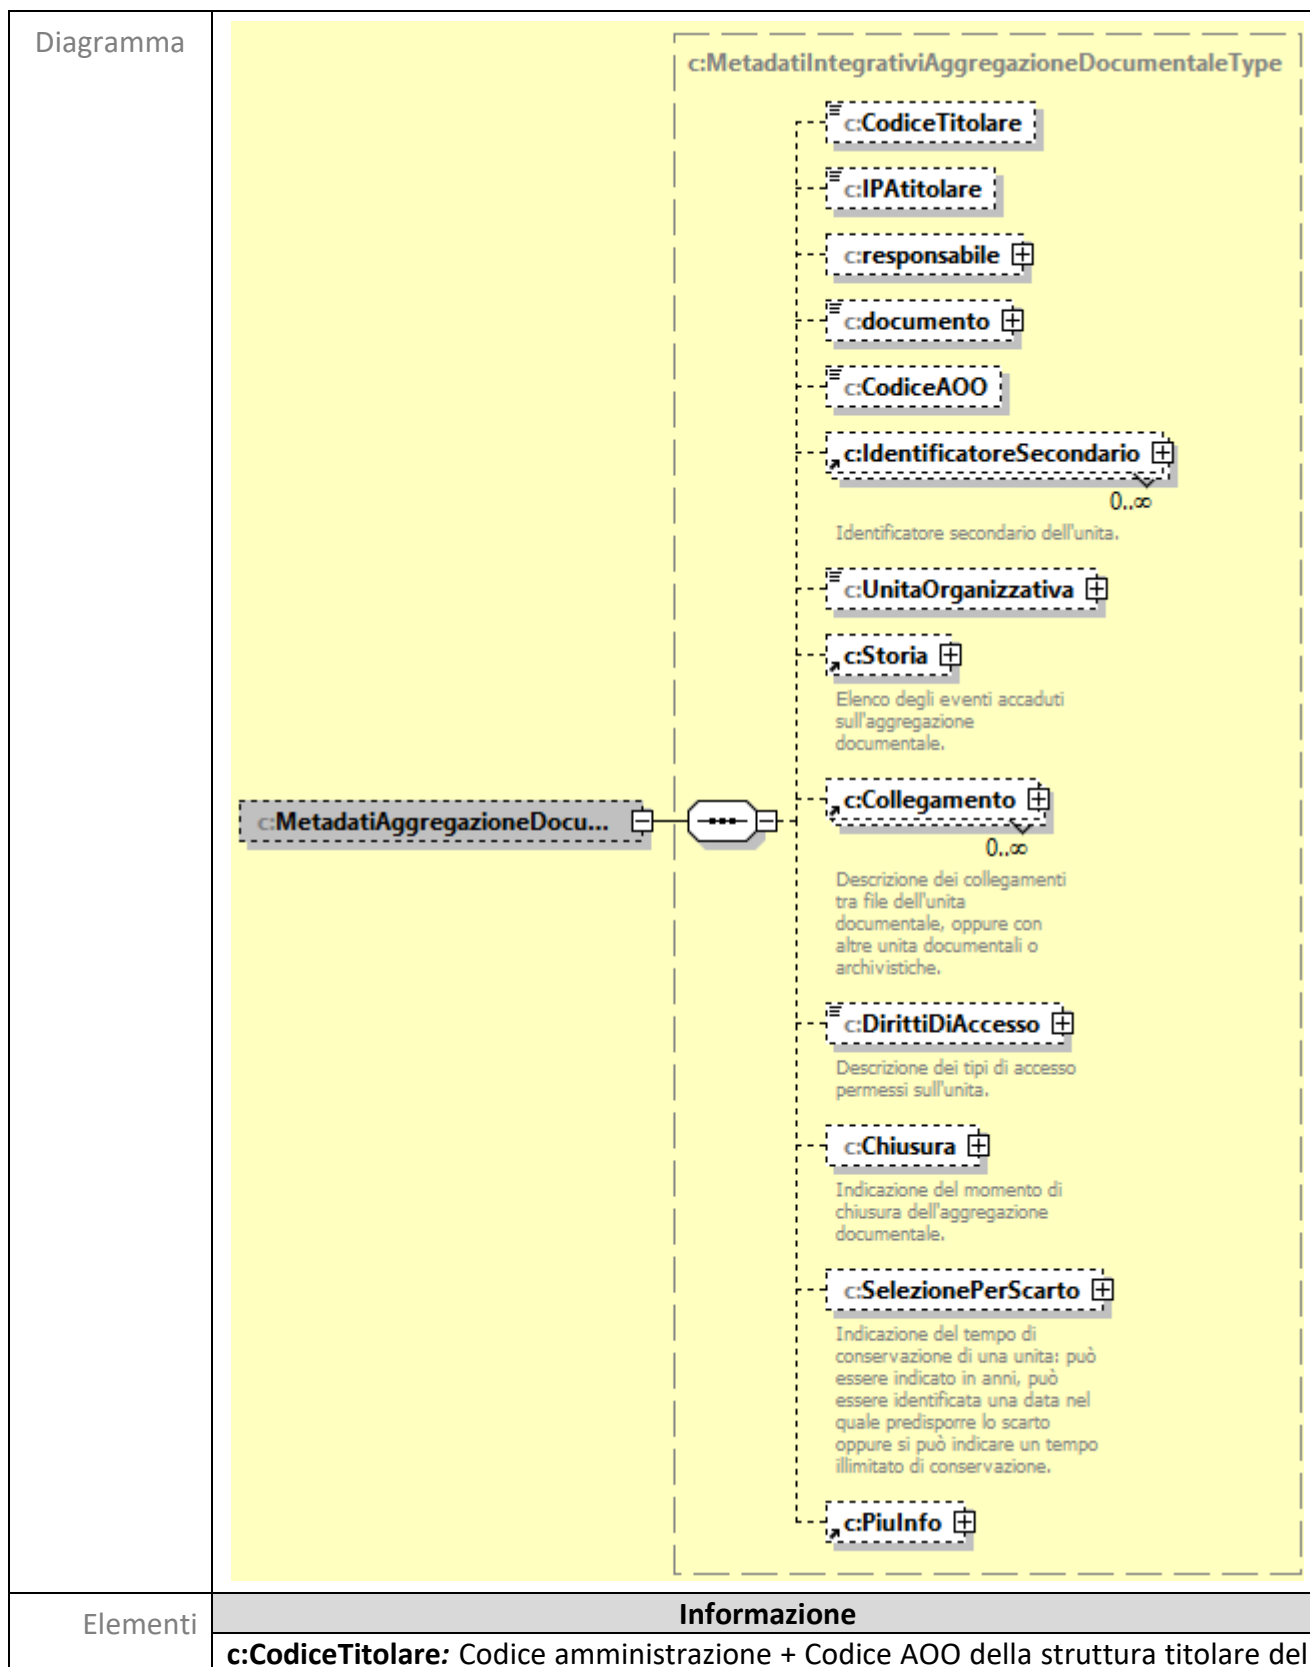 Diagramma
c:MetadatiIntegrativiAggregazioneDocumentaleType
c:CodiceTitolare
c:IPAtitolare
c:responsabile
c:documento
c:CodiceAOO
c:IdentificatoreSecondario
0..∞
Identificatore secondario dell'unita.
c:UnitaOrganizzativa
c:Storia
Elenco degli eventi accaduti
sull'aggregazione
documentale.
c:MetadatiAggregazioneDocu...
c:Collegamento
0..∞
Descrizione dei collegamenti
tra file dell'unita
documentale, oppure con
altre unita documentali o
archivistiche.
c:DirittiDiAccesso
Descrizione dei tipi di accesso
permessi sull'unita.
c:Chiusura
Indicazione del momento di
chiusura dell'aggregazione
documentale.
c:SelezionePerScarto
Indicazione del tempo di
conservazione di una unita: può
essere indicato in anni, può
essere identificata una data nel
quale predisporre lo scarto
oppure si può indicare un tempo
illimitato di conservazione.
c:PiuInfo
Elementi
Informazione
c:CodiceTitolare: Codice amministrazione + Codice AOO della struttura titolare del